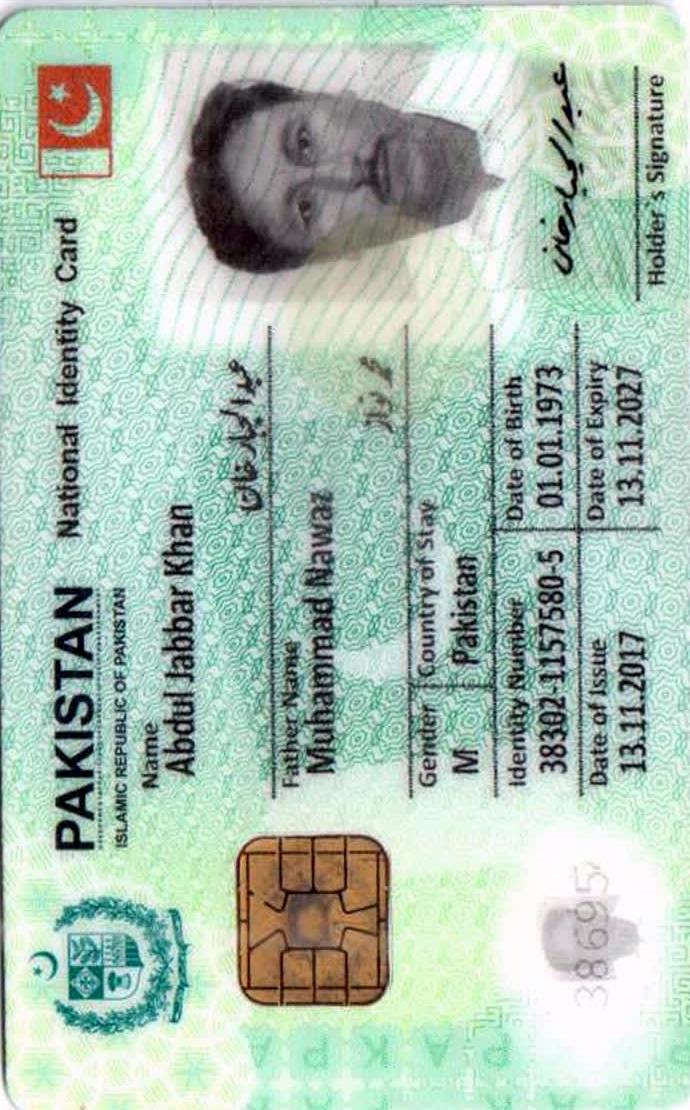 PAKISTAN National Identity Card
ISLAMIC REPUBLIC OF PAKISTAN
Name
Abdul Jabbar Khan
عبدالجبار خان
Father Name
Muhammad Nawaz
محمد نواز
Gender Country of Stay
M Pakistan
Identity Number Date of Birth
38302-1157580-5 01.01.1973
Date of Issue Date of Expiry
13.11.2017 13.11.2027
عبدالجبار خان
Holder's Signature
38695
PAKPA